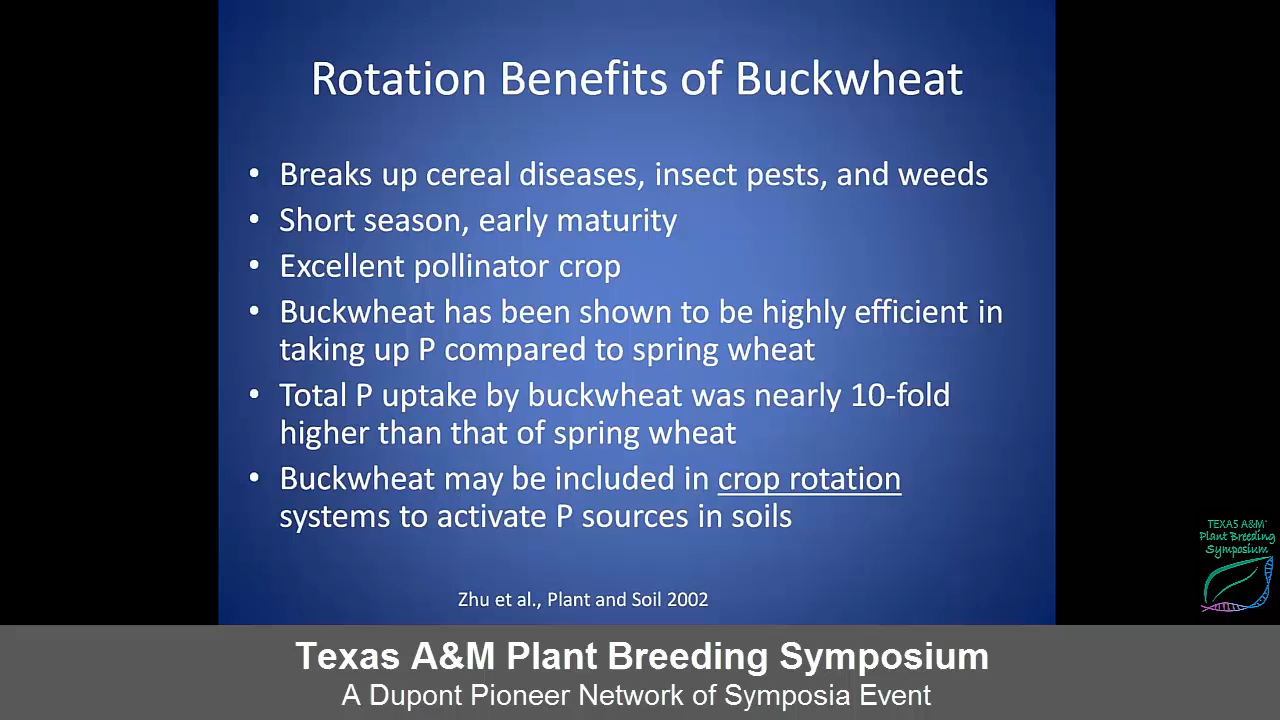 Rotation Benefits of Buckwheat
• Breaks up cereal diseases, insect pests, and weeds
• Short season, early maturity
• Excellent pollinator crop
• Buckwheat has been shown to be highly efficient in
taking up P compared to spring wheat
• Total P uptake by buckwheat was nearly 10-fold
higher than that of spring wheat
• Buckwheat may be included in crop rotation
systems to activate P sources in soils
Zhu et al., Plant and Soil 2002
TEXAS A&M
Plant Breeding
Symposium
Texas A&M Plant Breeding Symposium
A Dupont Pioneer Network of Symposia Event